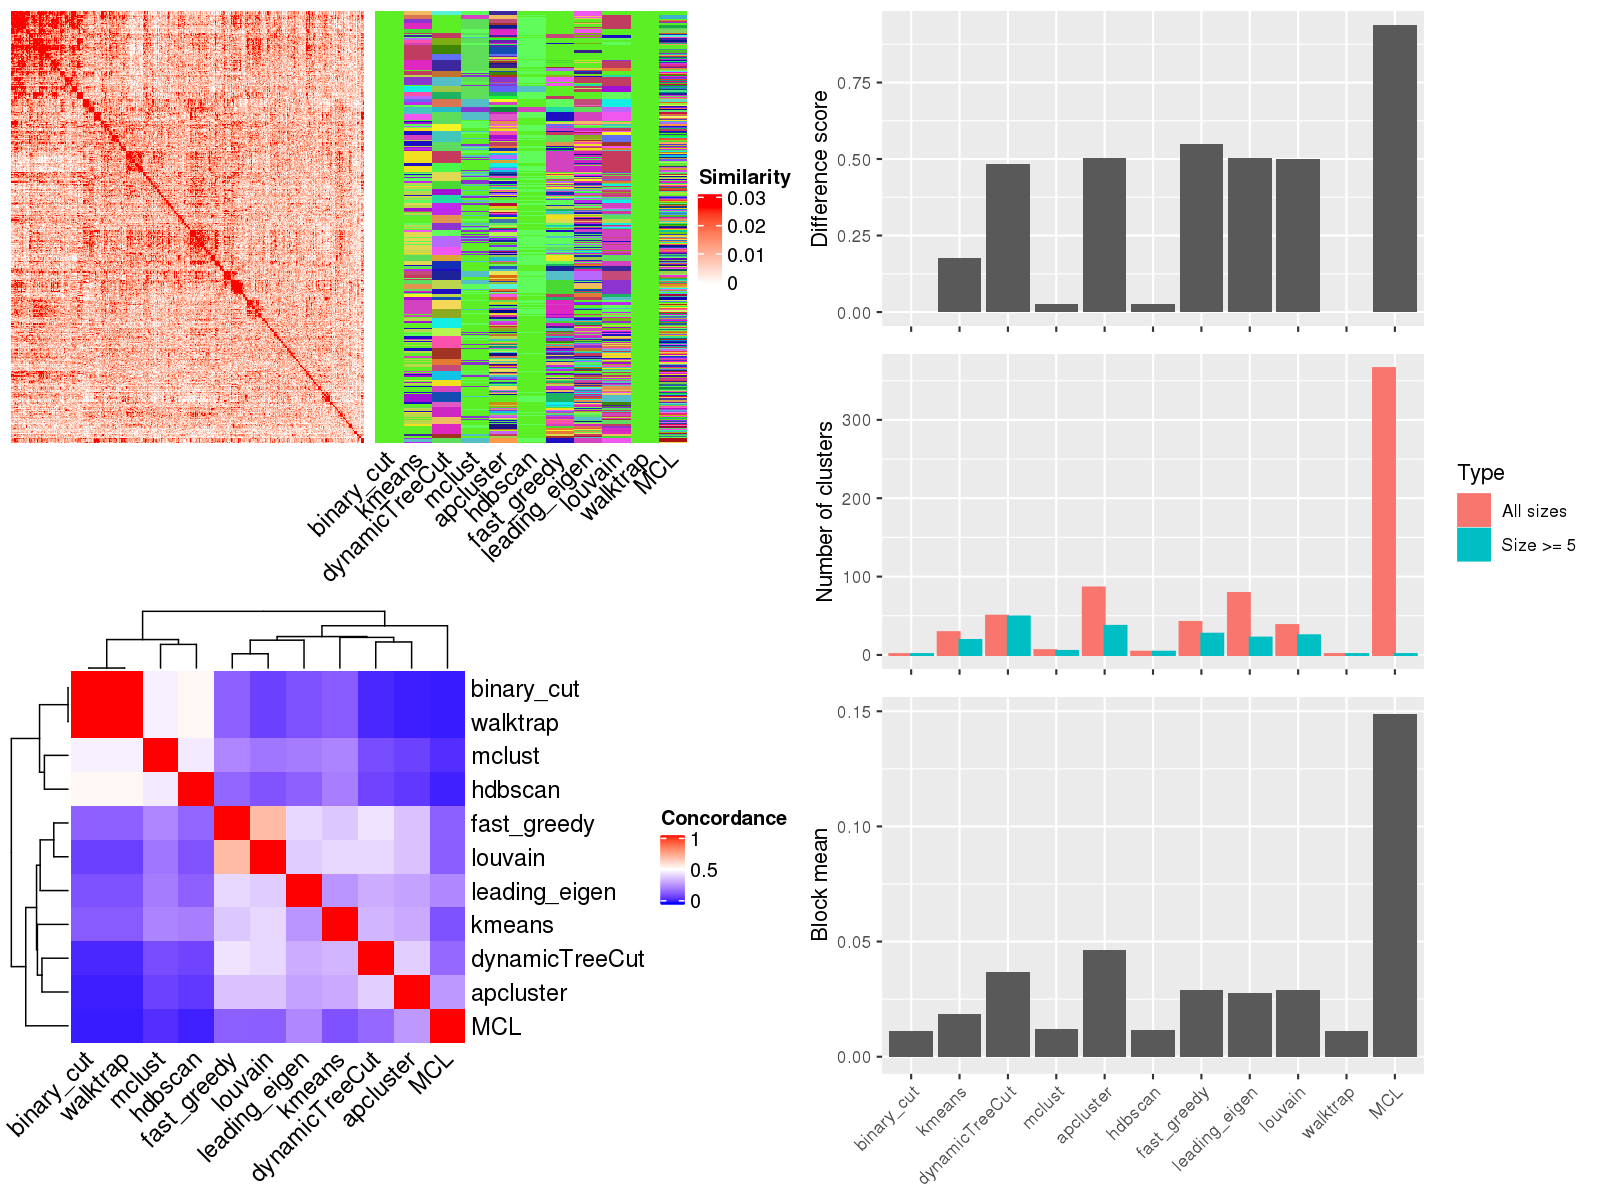 Similarity
0.03
0.02
0.01
0
binary_cut
kmeans
dynamicTreeCut
mclust
apcluster
hdbscan
fast_greedy
leading_eigen
louvain
walktrap
MCL
binary_cut
walktrap
mclust
hdbscan
fast_greedy
louvain
leading_eigen
kmeans
dynamicTreeCut
apcluster
MCL
Concordance
1
0.5
0
binary_cut
walktrap
mclust
hdbscan
fast_greedy
louvain
leading_eigen
kmeans
dynamicTreeCut
apcluster
MCL
Difference score
0.75
0.50
0.25
0.00
Number of clusters
300
200
100
0
Type
All sizes
Size >= 5
Block mean
0.15
0.10
0.05
0.00
binary_cut
kmeans
dynamicTreeCut
mclust
apcluster
hdbscan
fast_greedy
leading_eigen
louvain
walktrap
MCL